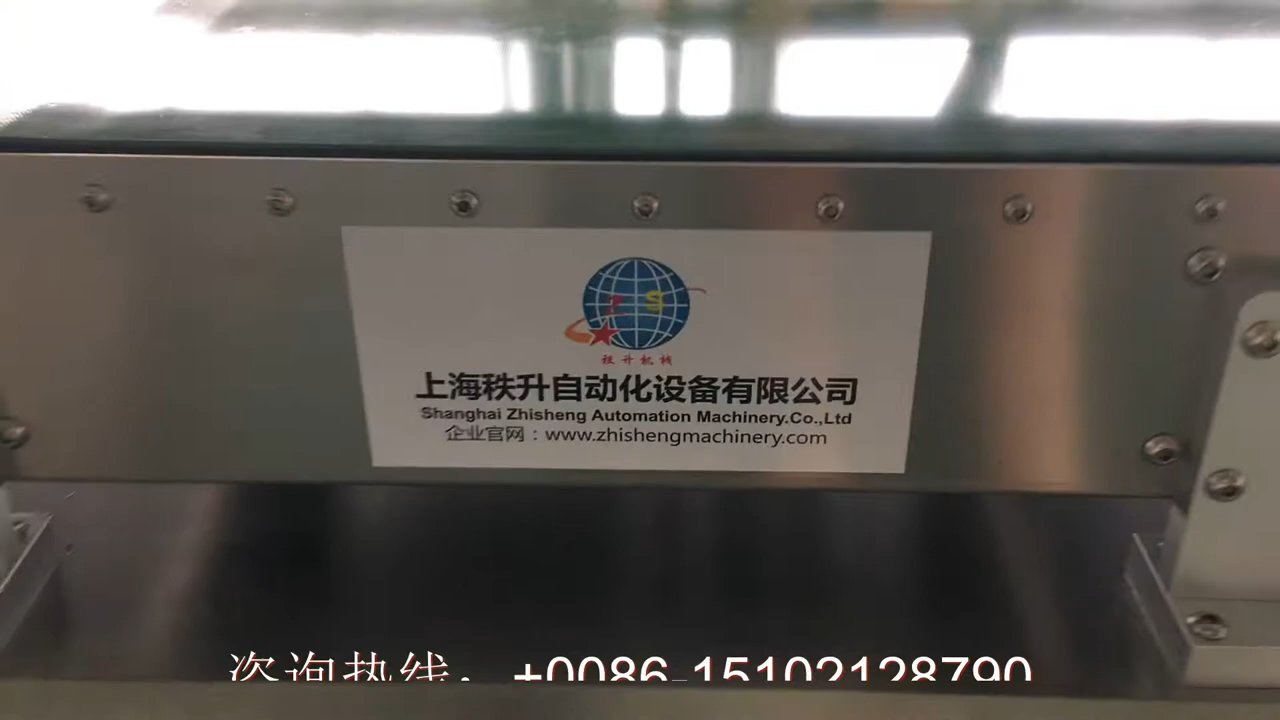 ZS
秩升机械
上海秩升自动化设备有限公司
Shanghai Zhisheng Automation Machinery.Co.,Ltd
企业官网：www.zhishengmachinery.com
咨询热线：+0086-15102128790